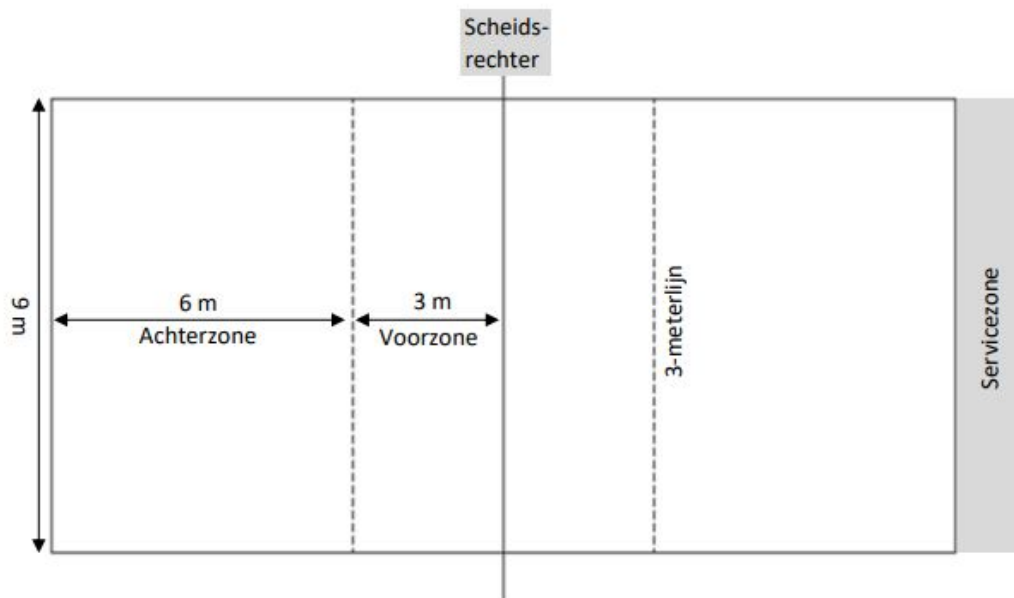 Scheids-
rechter
9 m
6 m
Achterzone
3 m
Voorzone
3-meterlijn
Servicezone